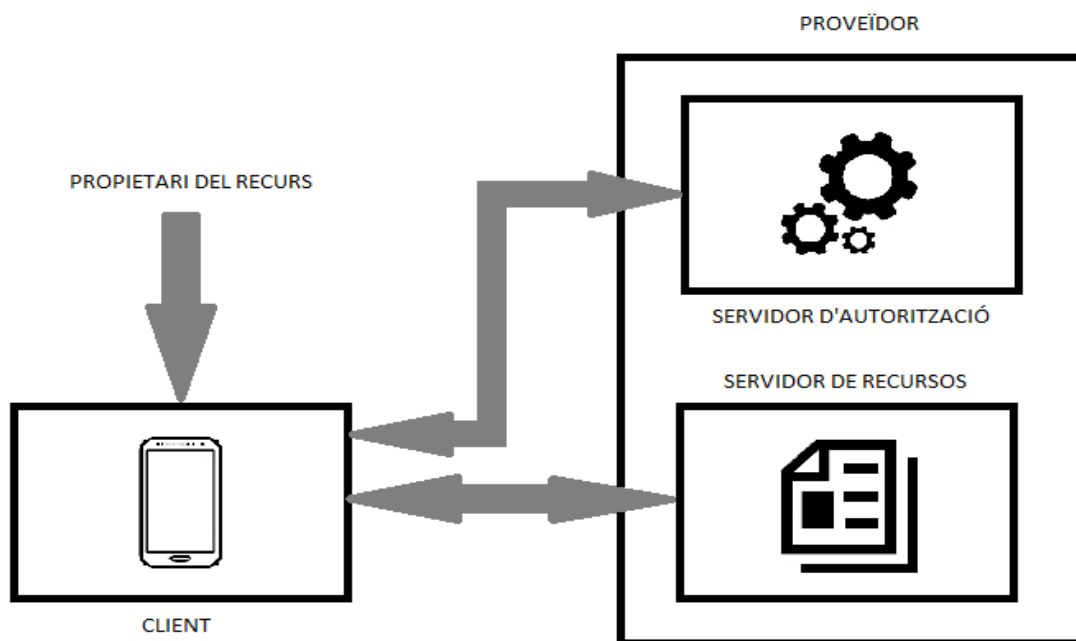 PROVEÏDOR
PROPIETARI DEL RECURS
SERVIDOR D'AUTORITZACIÓ
SERVIDOR DE RECURSOS
CLIENT